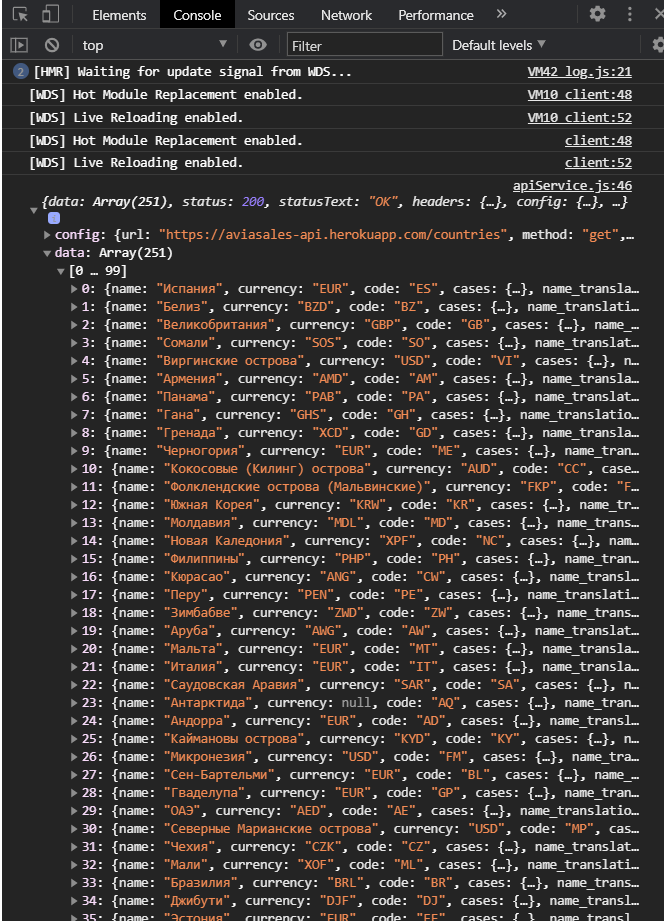 Elements Console Sources Network Performance »
top Filter Default levels ▼
2 [HMR] Waiting for update signal from WDS... VM42 log.js:21
[WDS] Hot Module Replacement enabled. VM10 client:48
[WDS] Live Reloading enabled. VM10 client:52
[WDS] Hot Module Replacement enabled. client:48
[WDS] Live Reloading enabled. client:52
apiService.js:46
{data: Array(251), status: 200, statusText: "OK", headers: {…}, config: {…}, …}
config: {url: "https://aviasales-api.herokuapp.com/countries", method: "get",…
data: Array(251)
[0 … 99]
0: {name: "Испания", currency: "EUR", code: "ES", cases: {…}, name_transla…
1: {name: "Белиз", currency: "BZD", code: "BZ", cases: {…}, name_translati…
2: {name: "Великобритания", currency: "GBP", code: "GB", cases: {…}, name_…
3: {name: "Сомали", currency: "SOS", code: "SO", cases: {…}, name_translat…
4: {name: "Виргинские острова", currency: "USD", code: "VI", cases: {…}, n…
5: {name: "Армения", currency: "AMD", code: "AM", cases: {…}, name_transla…
6: {name: "Панама", currency: "PAB", code: "PA", cases: {…}, name_translat…
7: {name: "Гана", currency: "GHS", code: "GH", cases: {…}, name_translatio…
8: {name: "Гренада", currency: "XCD", code: "GD", cases: {…}, name_transla…
9: {name: "Черногория", currency: "EUR", code: "ME", cases: {…}, name_tran…
10: {name: "Кокосовые (Килинг) острова", currency: "AUD", code: "CC", case…
11: {name: "Фолклендские острова (Мальвинские)", currency: "FKP", code: "F…
12: {name: "Южная Корея", currency: "KRW", code: "KR", cases: {…}, name_tr…
13: {name: "Молдавия", currency: "MDL", code: "MD", cases: {…}, name_trans…
14: {name: "Новая Каледония", currency: "XPF", code: "NC", cases: {…}, nam…
15: {name: "Филиппины", currency: "PHP", code: "PH", cases: {…}, name_tran…
16: {name: "Кюрасао", currency: "ANG", code: "CW", cases: {…}, name_transl…
17: {name: "Перу", currency: "PEN", code: "PE", cases: {…}, name_translati…
18: {name: "Зимбабве", currency: "ZWD", code: "ZW", cases: {…}, name_trans…
19: {name: "Аруба", currency: "AWG", code: "AW", cases: {…}, name_translat…
20: {name: "Мальта", currency: "EUR", code: "MT", cases: {…}, name_transla…
21: {name: "Италия", currency: "EUR", code: "IT", cases: {…}, name_transla…
22: {name: "Саудовская Аравия", currency: "SAR", code: "SA", cases: {…}, n…
23: {name: "Антарктида", currency: null, code: "AQ", cases: {…}, name_tran…
24: {name: "Андорра", currency: "EUR", code: "AD", cases: {…}, name_transl…
25: {name: "Каймановы острова", currency: "KYD", code: "KY", cases: {…}, n…
26: {name: "Микронезия", currency: "USD", code: "FM", cases: {…}, name_tra…
27: {name: "Сен-Бартельми", currency: "EUR", code: "BL", cases: {…}, name_…
28: {name: "Гваделупа", currency: "EUR", code: "GP", cases: {…}, name_tran…
29: {name: "ОАЭ", currency: "AED", code: "AE", cases: {…}, name_translatio…
30: {name: "Северные Марианские острова", currency: "USD", code: "MP", cas…
31: {name: "Чехия", currency: "CZK", code: "CZ", cases: {…}, name_translat…
32: {name: "Мали", currency: "XOF", code: "ML", cases: {…}, name_translati…
33: {name: "Бразилия", currency: "BRL", code: "BR", cases: {…}, name_trans…
34: {name: "Джибути", currency: "DJF", code: "DJ", cases: {…}, name_transl…
35: {name: "Эстония", currency: "EUR", code: "EE", cases: {…}, name_transl…